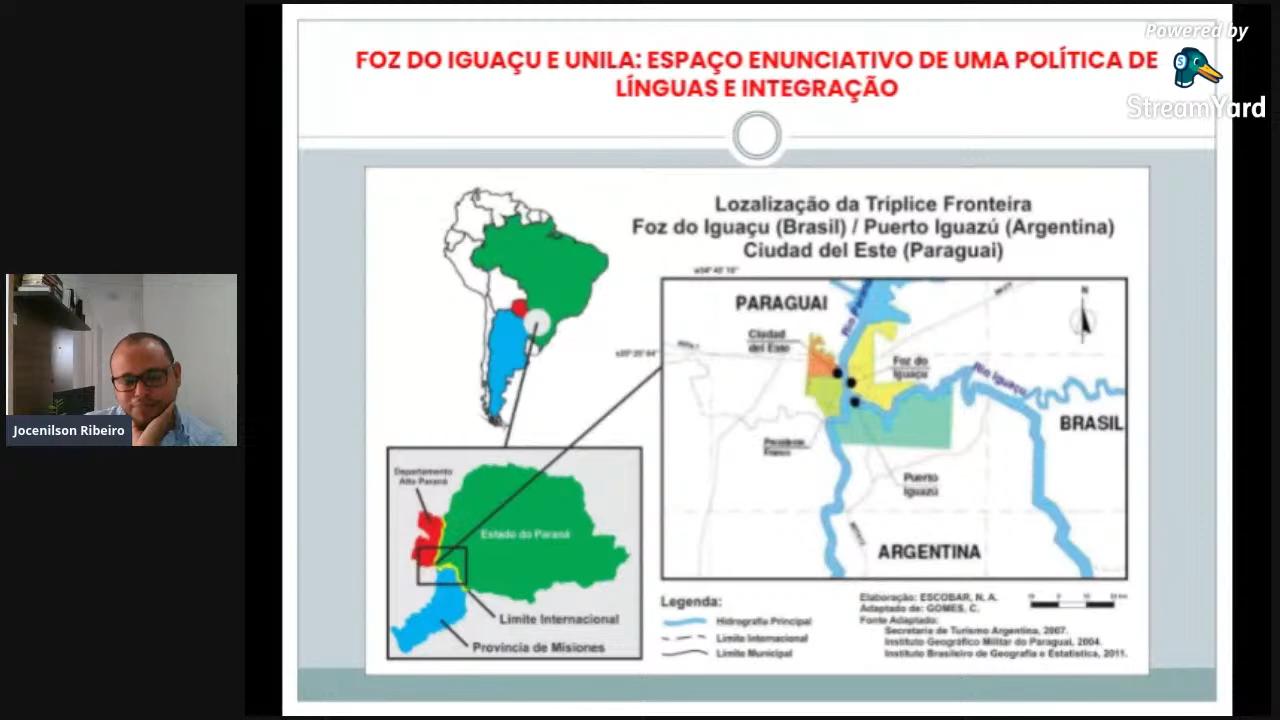 FOZ DO IGUAÇU E UNILA: ESPAÇO ENUNCIATIVO DE UMA POLÍTICA DE
LÍNGUAS E INTEGRAÇÃO
Powered by
StreamYard
Lozalização da Tríplice Fronteira
Foz do Iguaçu (Brasil) / Puerto Iguazú (Argentina)
Ciudad del Este (Paraguai)
PARAGUAI
Ciudad
del Este
Foz do
Iguaçu
Rio Iguaçu
BRASIL
N
Puerto
Iguazú
ARGENTINA
Jocenilson Ribeiro
Departamento
Alto Paraná
Estado do Paraná
Limite Internacional
Província de Misiones
Legenda:
Hidrografia Principal
Limite Internacional
Limite Municipal
Elaboração: ESCOBAR, N. A.
Adaptado de: GOMES, C.
Fonte Adaptado:
Secretaria de Turismo Argentina, 2007.
Instituto Geográfico Militar do Paraguai, 2004.
Instituto Brasileiro de Geografia e Estatística, 2011.